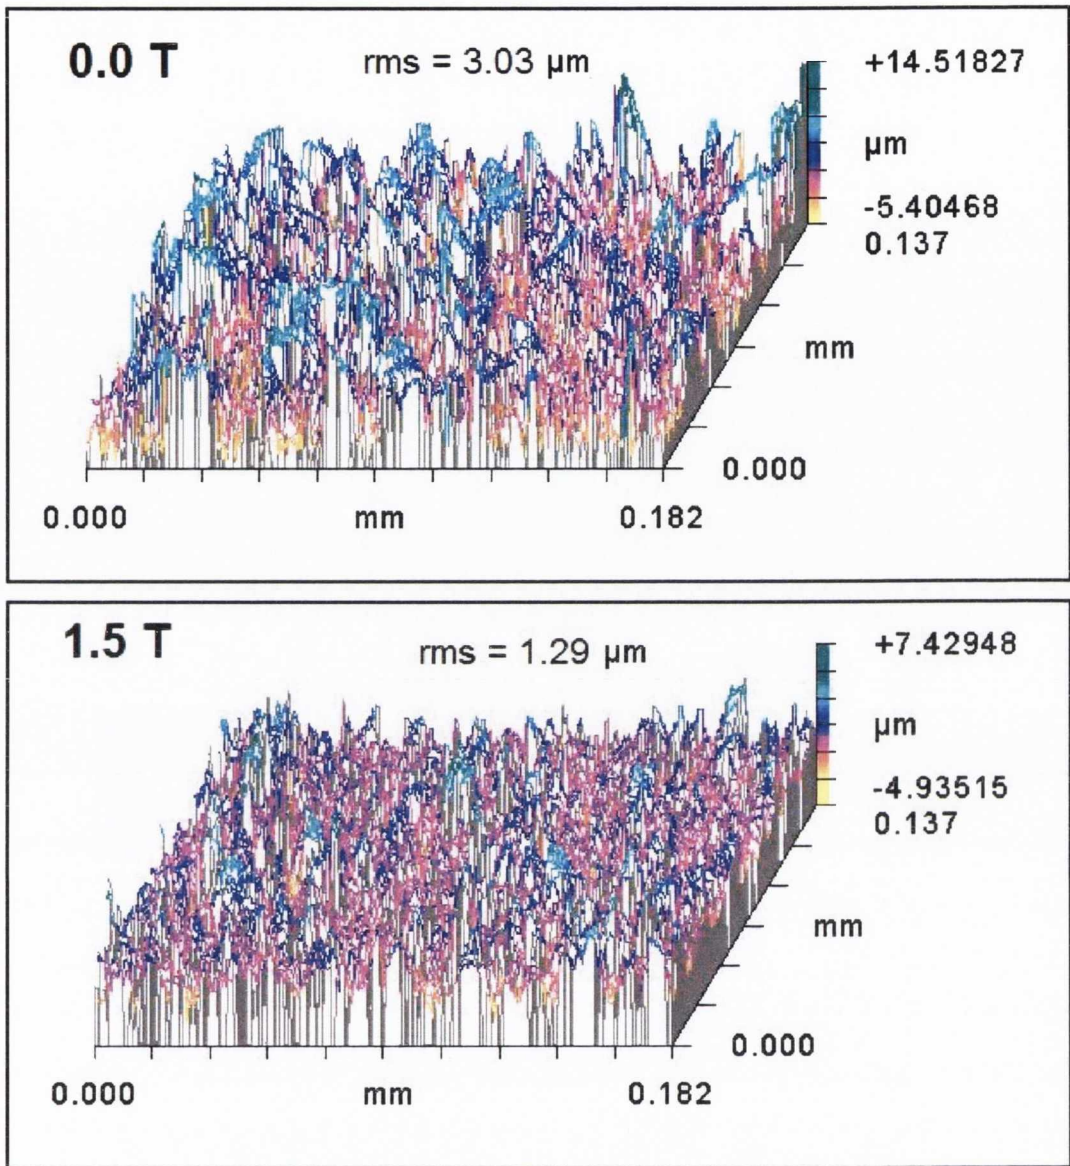 0.0 T
rms = 3.03 µm
+14.51827
µm
-5.40468
0.137
mm
0.000
0.000
mm
0.182
1.5 T
rms = 1.29 µm
+7.42948
µm
-4.93515
0.137
mm
0.000
0.000
mm
0.182